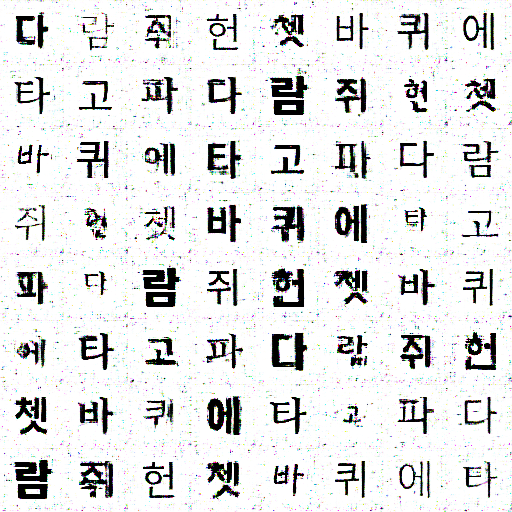 다 람 쥐 헌 쳇 바 퀴 에
타 고 파 다 람 쥐 헌 쳇
바 퀴 에 타 고 파 다 람
쥐 헌 쳇 바 퀴 에 타 고
파 다 람 쥐 헌 쳇 바 퀴
에 타 고 파 다 람 쥐 헌
쳇 바 퀴 에 타 고 파 다
람 쥐 헌 쳇 바 퀴 에 타